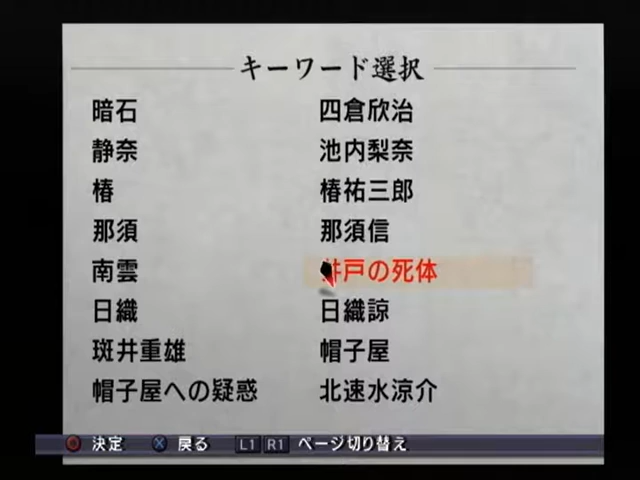 キーワード選択
暗石 四倉欣治
静奈 池内梨奈
椿 椿祐三郎
那須 那須信
南雲 井戸の死体
日織 日織諒
斑井重雄 帽子屋
帽子屋への疑惑 北速水涼介
決定 戻る L1 R1 ページ切り替え